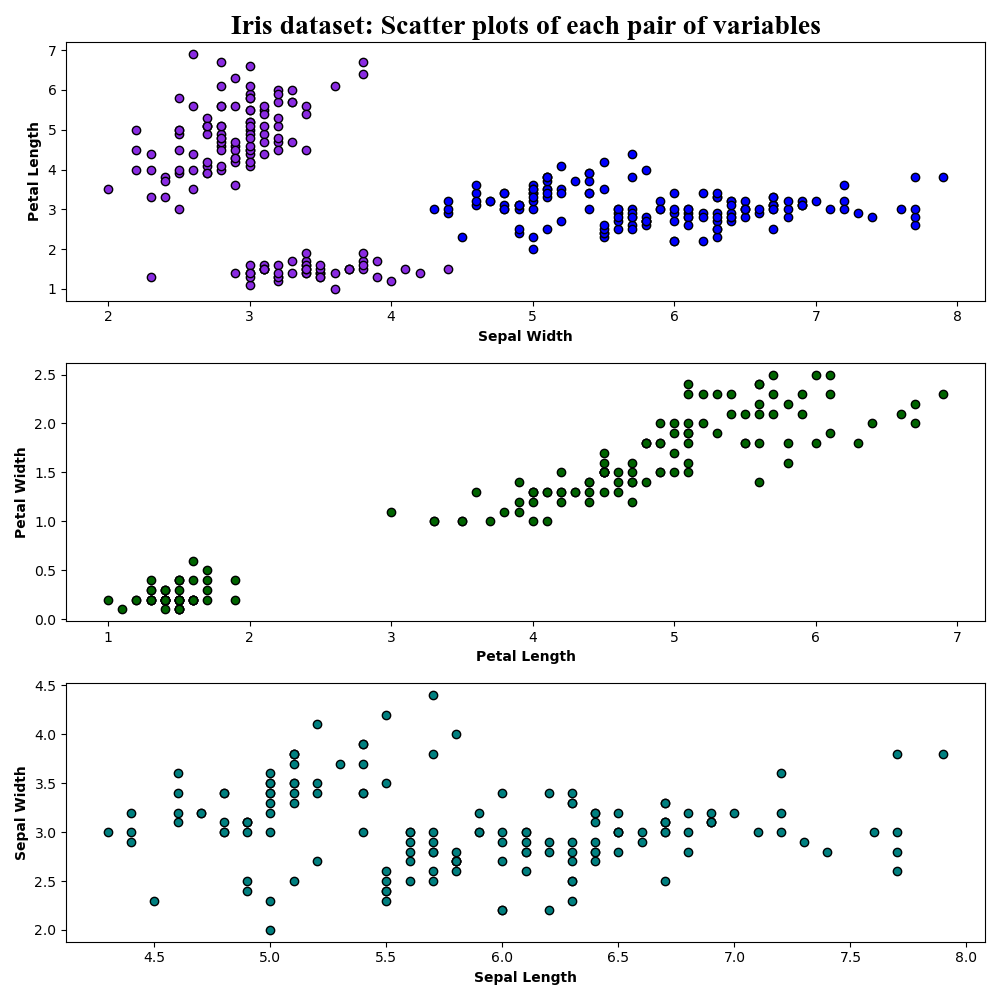 Iris dataset: Scatter plots of each pair of variables
7
6
5
4
3
2
1
Petal Length
2 3 4 5 6 7 8
Sepal Width
2.5
2.0
1.5
1.0
0.5
0.0
Petal Width
1 2 3 4 5 6 7
Petal Length
4.5
4.0
3.5
3.0
2.5
2.0
Sepal Width
4.5 5.0 5.5 6.0 6.5 7.0 7.5 8.0
Sepal Length